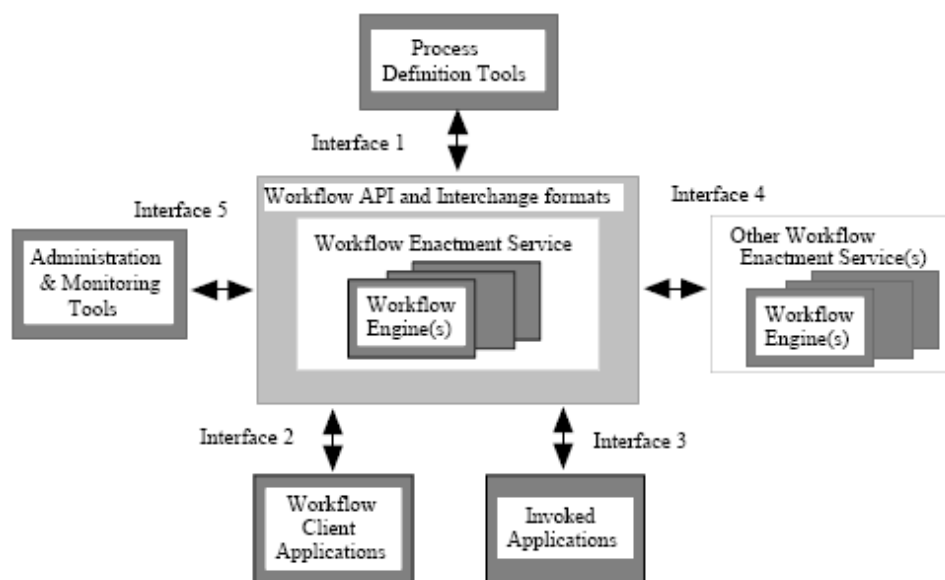 Process
Definition Tools
Interface 1
Workflow API and Interchange formats
Interface 5
Interface 4
Workflow Enactment Service
Other Workflow
Enactment Service(s)
Administration
& Monitoring
Tools
Workflow
Engine(s)
Workflow
Engine(s)
Interface 2
Interface 3
Workflow
Client
Applications
Invoked
Applications